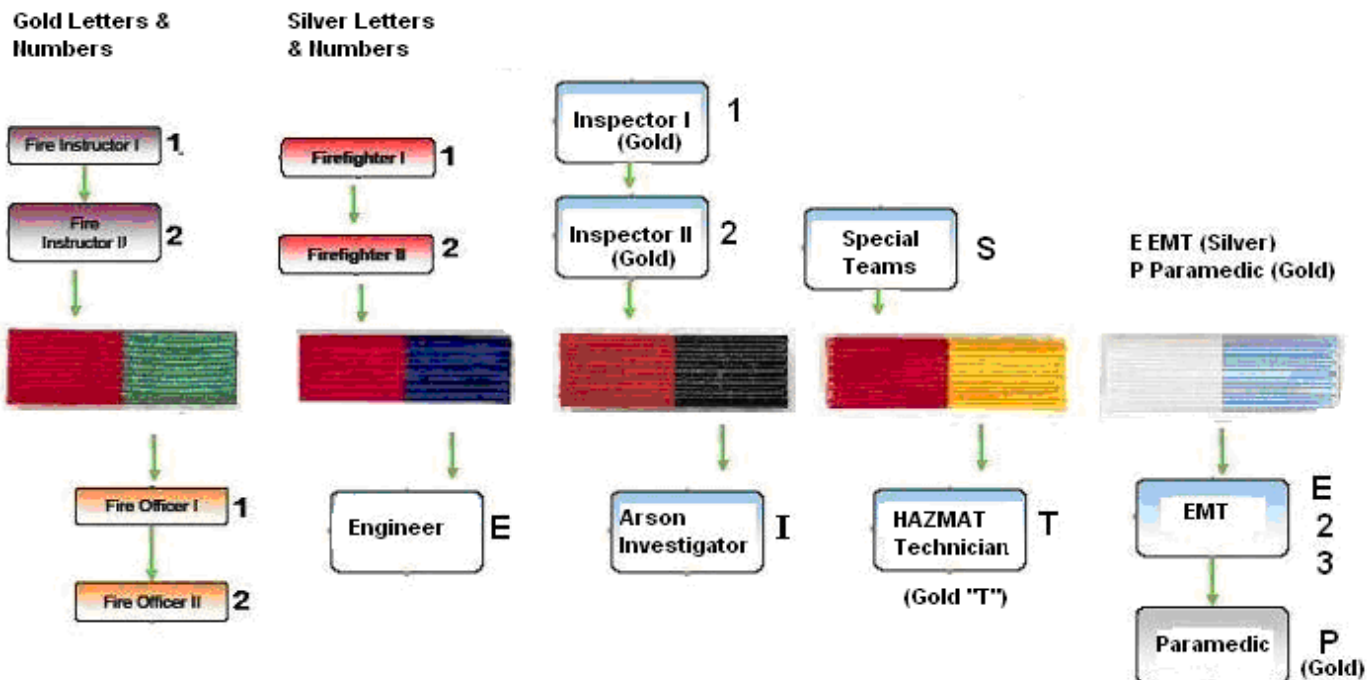 Gold Letters &
Numbers
Silver Letters
& Numbers
Fire Instructor I
1
Fire
Instructor II
2
Fire Officer I
1
Fire Officer II
2
Firefighter I
1
Firefighter II
2
Engineer
E
Inspector I
(Gold)
1
Inspector II
(Gold)
2
Arson
Investigator
I
Special
Teams
S
HAZMAT
Technician
T
(Gold "T")
E EMT (Silver)
P Paramedic (Gold)
EMT
E
2
3
Paramedic
P
(Gold)